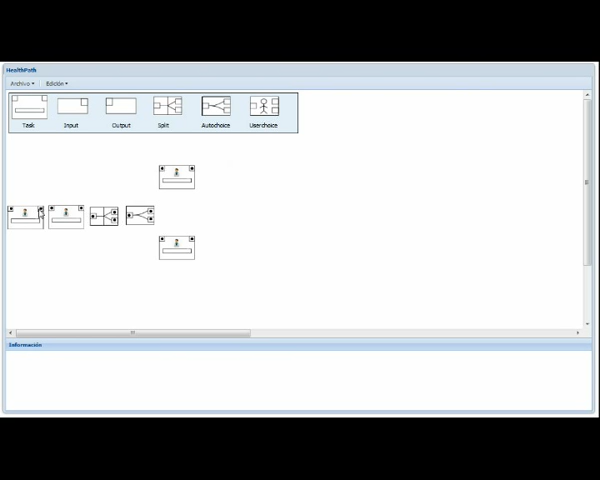 HealthPath
Archivo Edición
Task Input Output Split Autochoice Userchoice
Información